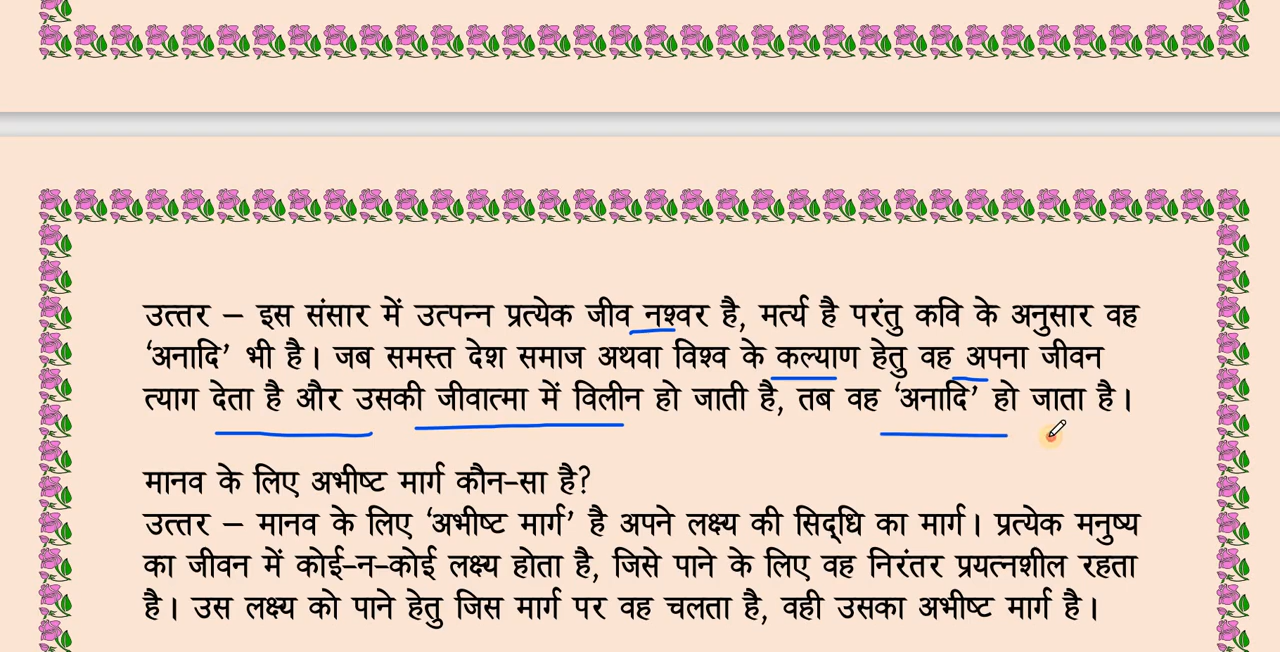 उत्तर – इस संसार में उत्पन्न प्रत्येक जीव नश्वर है, मर्त्य है परंतु कवि के अनुसार वह
‘अनादि’ भी है। जब समस्त देश समाज अथवा विश्व के कल्याण हेतु वह अपना जीवन
त्याग देता है और उसकी जीवात्मा में विलीन हो जाती है, तब वह ‘अनादि’ हो जाता है।
मानव के लिए अभीष्ट मार्ग कौन–सा है?
उत्तर – मानव के लिए ‘अभीष्ट मार्ग’ है अपने लक्ष्य की सिद्धि का मार्ग। प्रत्येक मनुष्य
का जीवन में कोई–न–कोई लक्ष्य होता है, जिसे पाने के लिए वह निरंतर प्रयत्नशील रहता
है। उस लक्ष्य को पाने हेतु जिस मार्ग पर वह चलता है, वही उसका अभीष्ट मार्ग है।